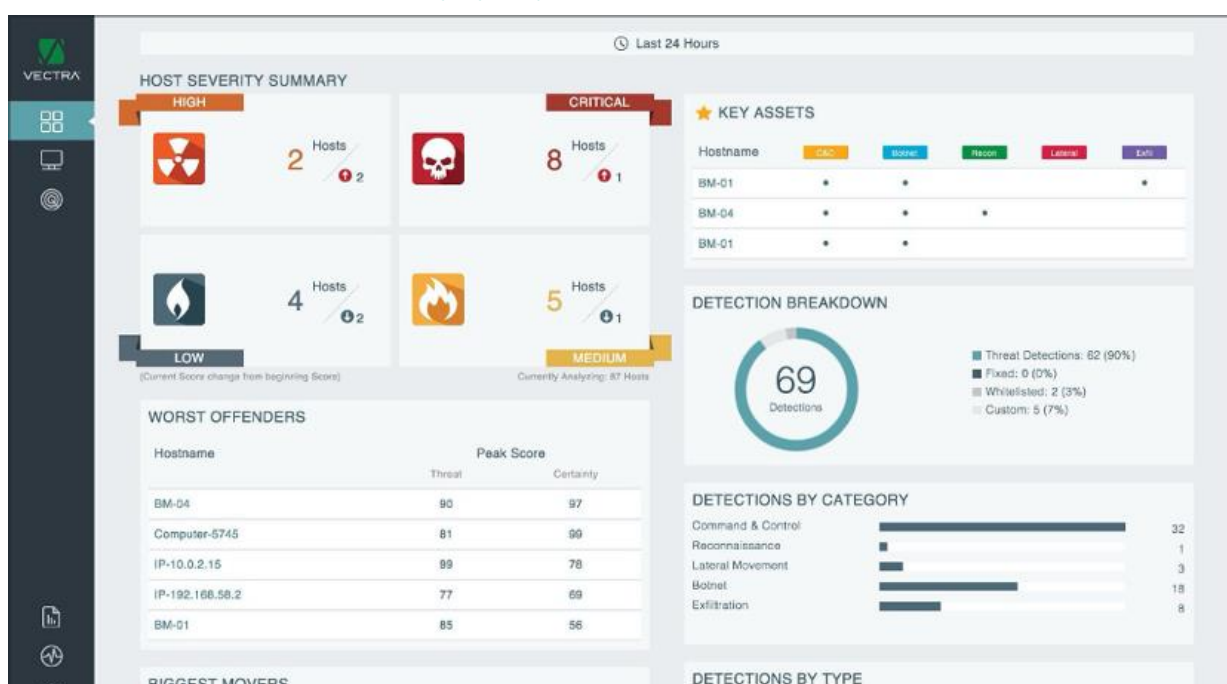 Last 24 Hours
VECTRA
HOST SEVERITY SUMMARY
HIGH
2 Hosts
2
CRITICAL
8 Hosts
1
4 Hosts
2
LOW
5 Hosts
1
MEDIUM
(Current Score change from beginning Score)
Currently Analyzing: 87 Hosts
WORST OFFENDERS
Hostname Peak Score
Threat Certainty
BM-04 90 97
Computer-5745 81 99
IP-10.0.2.15 99 78
IP-192.168.58.2 77 69
BM-01 85 56
BIGGEST MOVERS
KEY ASSETS
Hostname C&C Botnet Recon Lateral Exfil
BM-01
BM-04
BM-01
DETECTION BREAKDOWN
69
Detections
Threat Detections: 62 (90%)
Fixed: 0 (0%)
Whitelisted: 2 (3%)
Custom: 5 (7%)
DETECTIONS BY CATEGORY
Command & Control 32
Reconnaissance 1
Lateral Movement 3
Botnet 18
Exfiltration 8
DETECTIONS BY TYPE